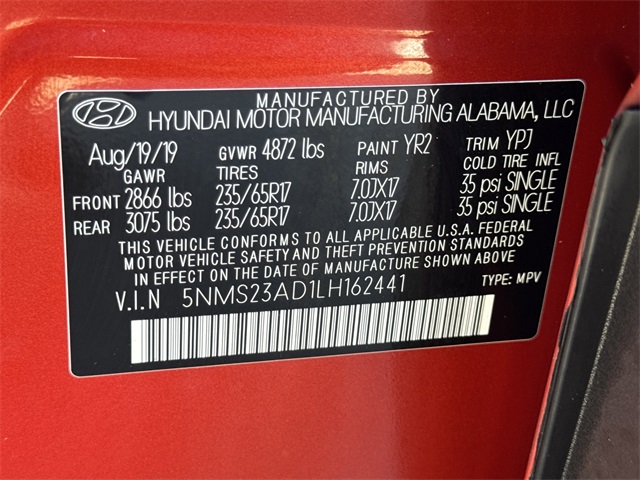 MANUFACTURED BY
HYUNDAI MOTOR MANUFACTURING ALABAMA, LLC
Aug/19/19 GVWR 4872 lbs PAINT YR2 TRIM YPJ
GAWR TIRES RIMS COLD TIRE INFL
FRONT 2866 lbs 235/65R17 7.0JX17 35 psi SINGLE
REAR 3075 lbs 235/65R17 7.0JX17 35 psi SINGLE
THIS VEHICLE CONFORMS TO ALL APPLICABLE U.S.A. FEDERAL
MOTOR VEHICLE SAFETY AND THEFT PREVENTION STANDARDS
IN EFFECT ON THE DATE OF MANUFACTURE SHOWN ABOVE.
V.I.N 5NMS23AD1LH162441 TYPE: MPV